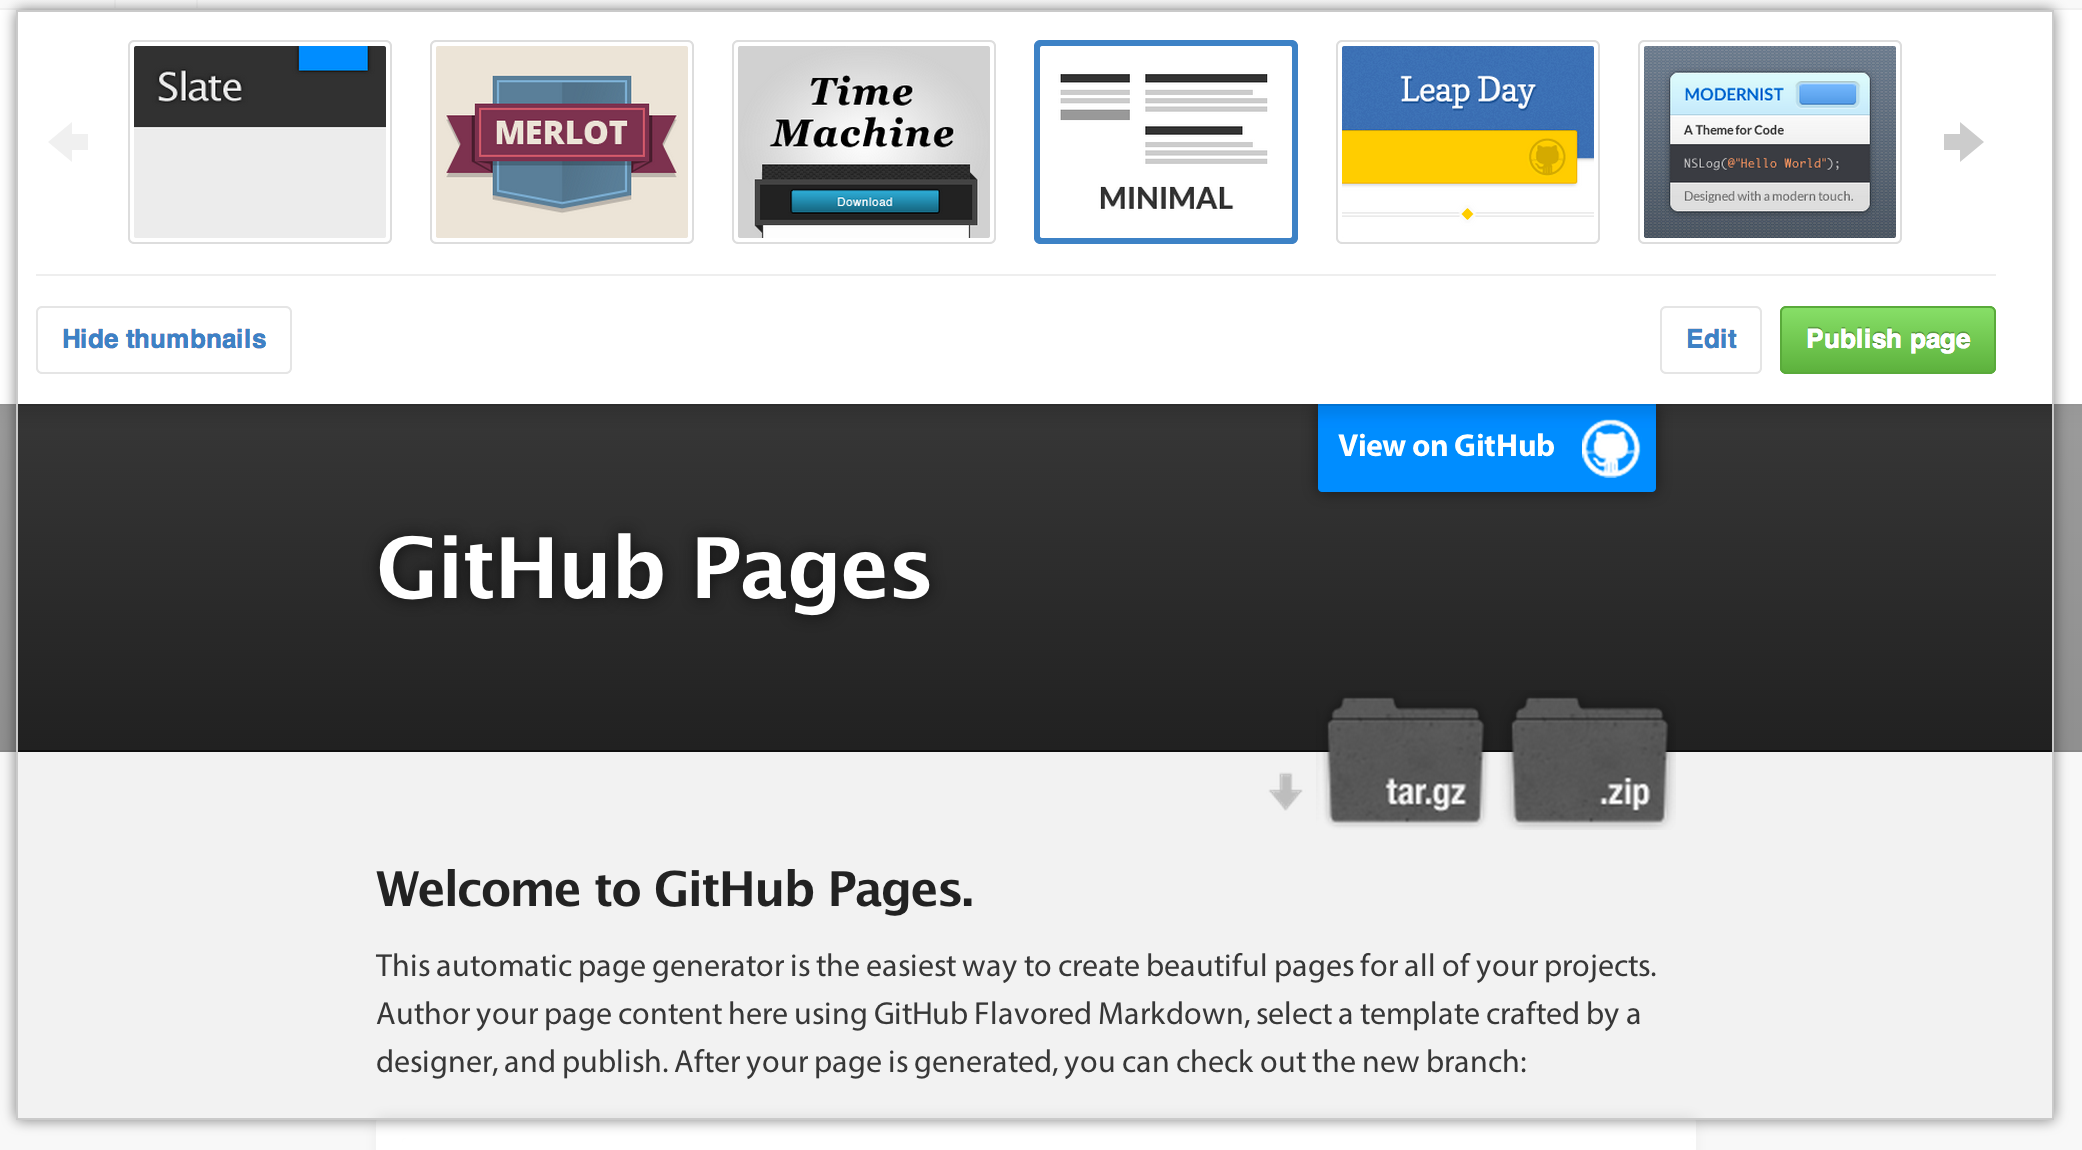 Slate
MERLOT
Time
Machine
Download
MINIMAL
Leap Day
MODERNIST
A Theme for Code
NSLog(@"Hello World");
Designed with a modern touch.
Hide thumbnails
Edit
Publish page
View on GitHub
GitHub Pages
tar.gz
.zip
Welcome to GitHub Pages.
This automatic page generator is the easiest way to create beautiful pages for all of your projects.
Author your page content here using GitHub Flavored Markdown, select a template crafted by a
designer, and publish. After your page is generated, you can check out the new branch: